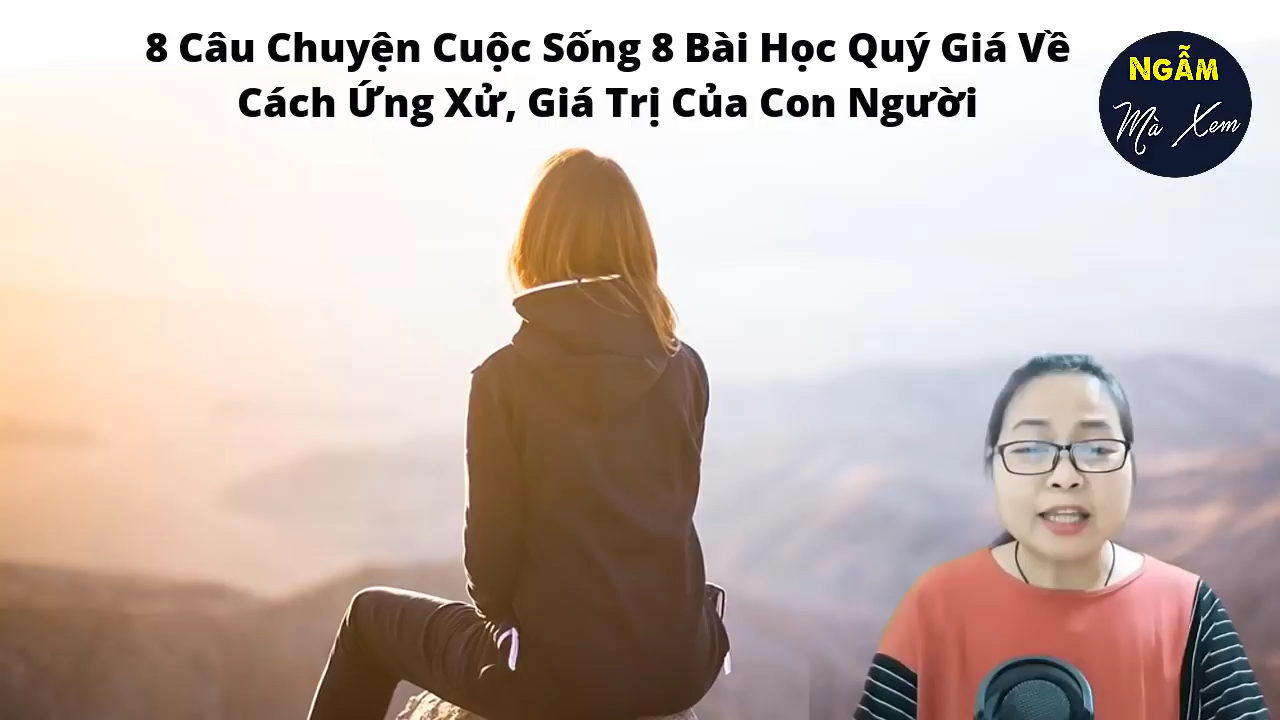 8 Câu Chuyện Cuộc Sống 8 Bài Học Quý Giá Về
Cách Ứng Xử, Giá Trị Của Con Người
NGẪM
Mà Xem